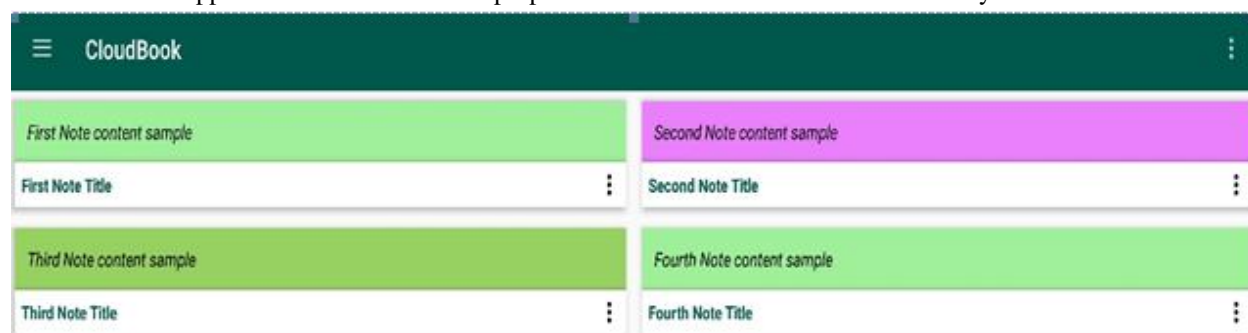 CloudBook
First Note content sample
Second Note content sample
First Note Title
Second Note Title
Third Note content sample
Fourth Note content sample
Third Note Title
Fourth Note Title